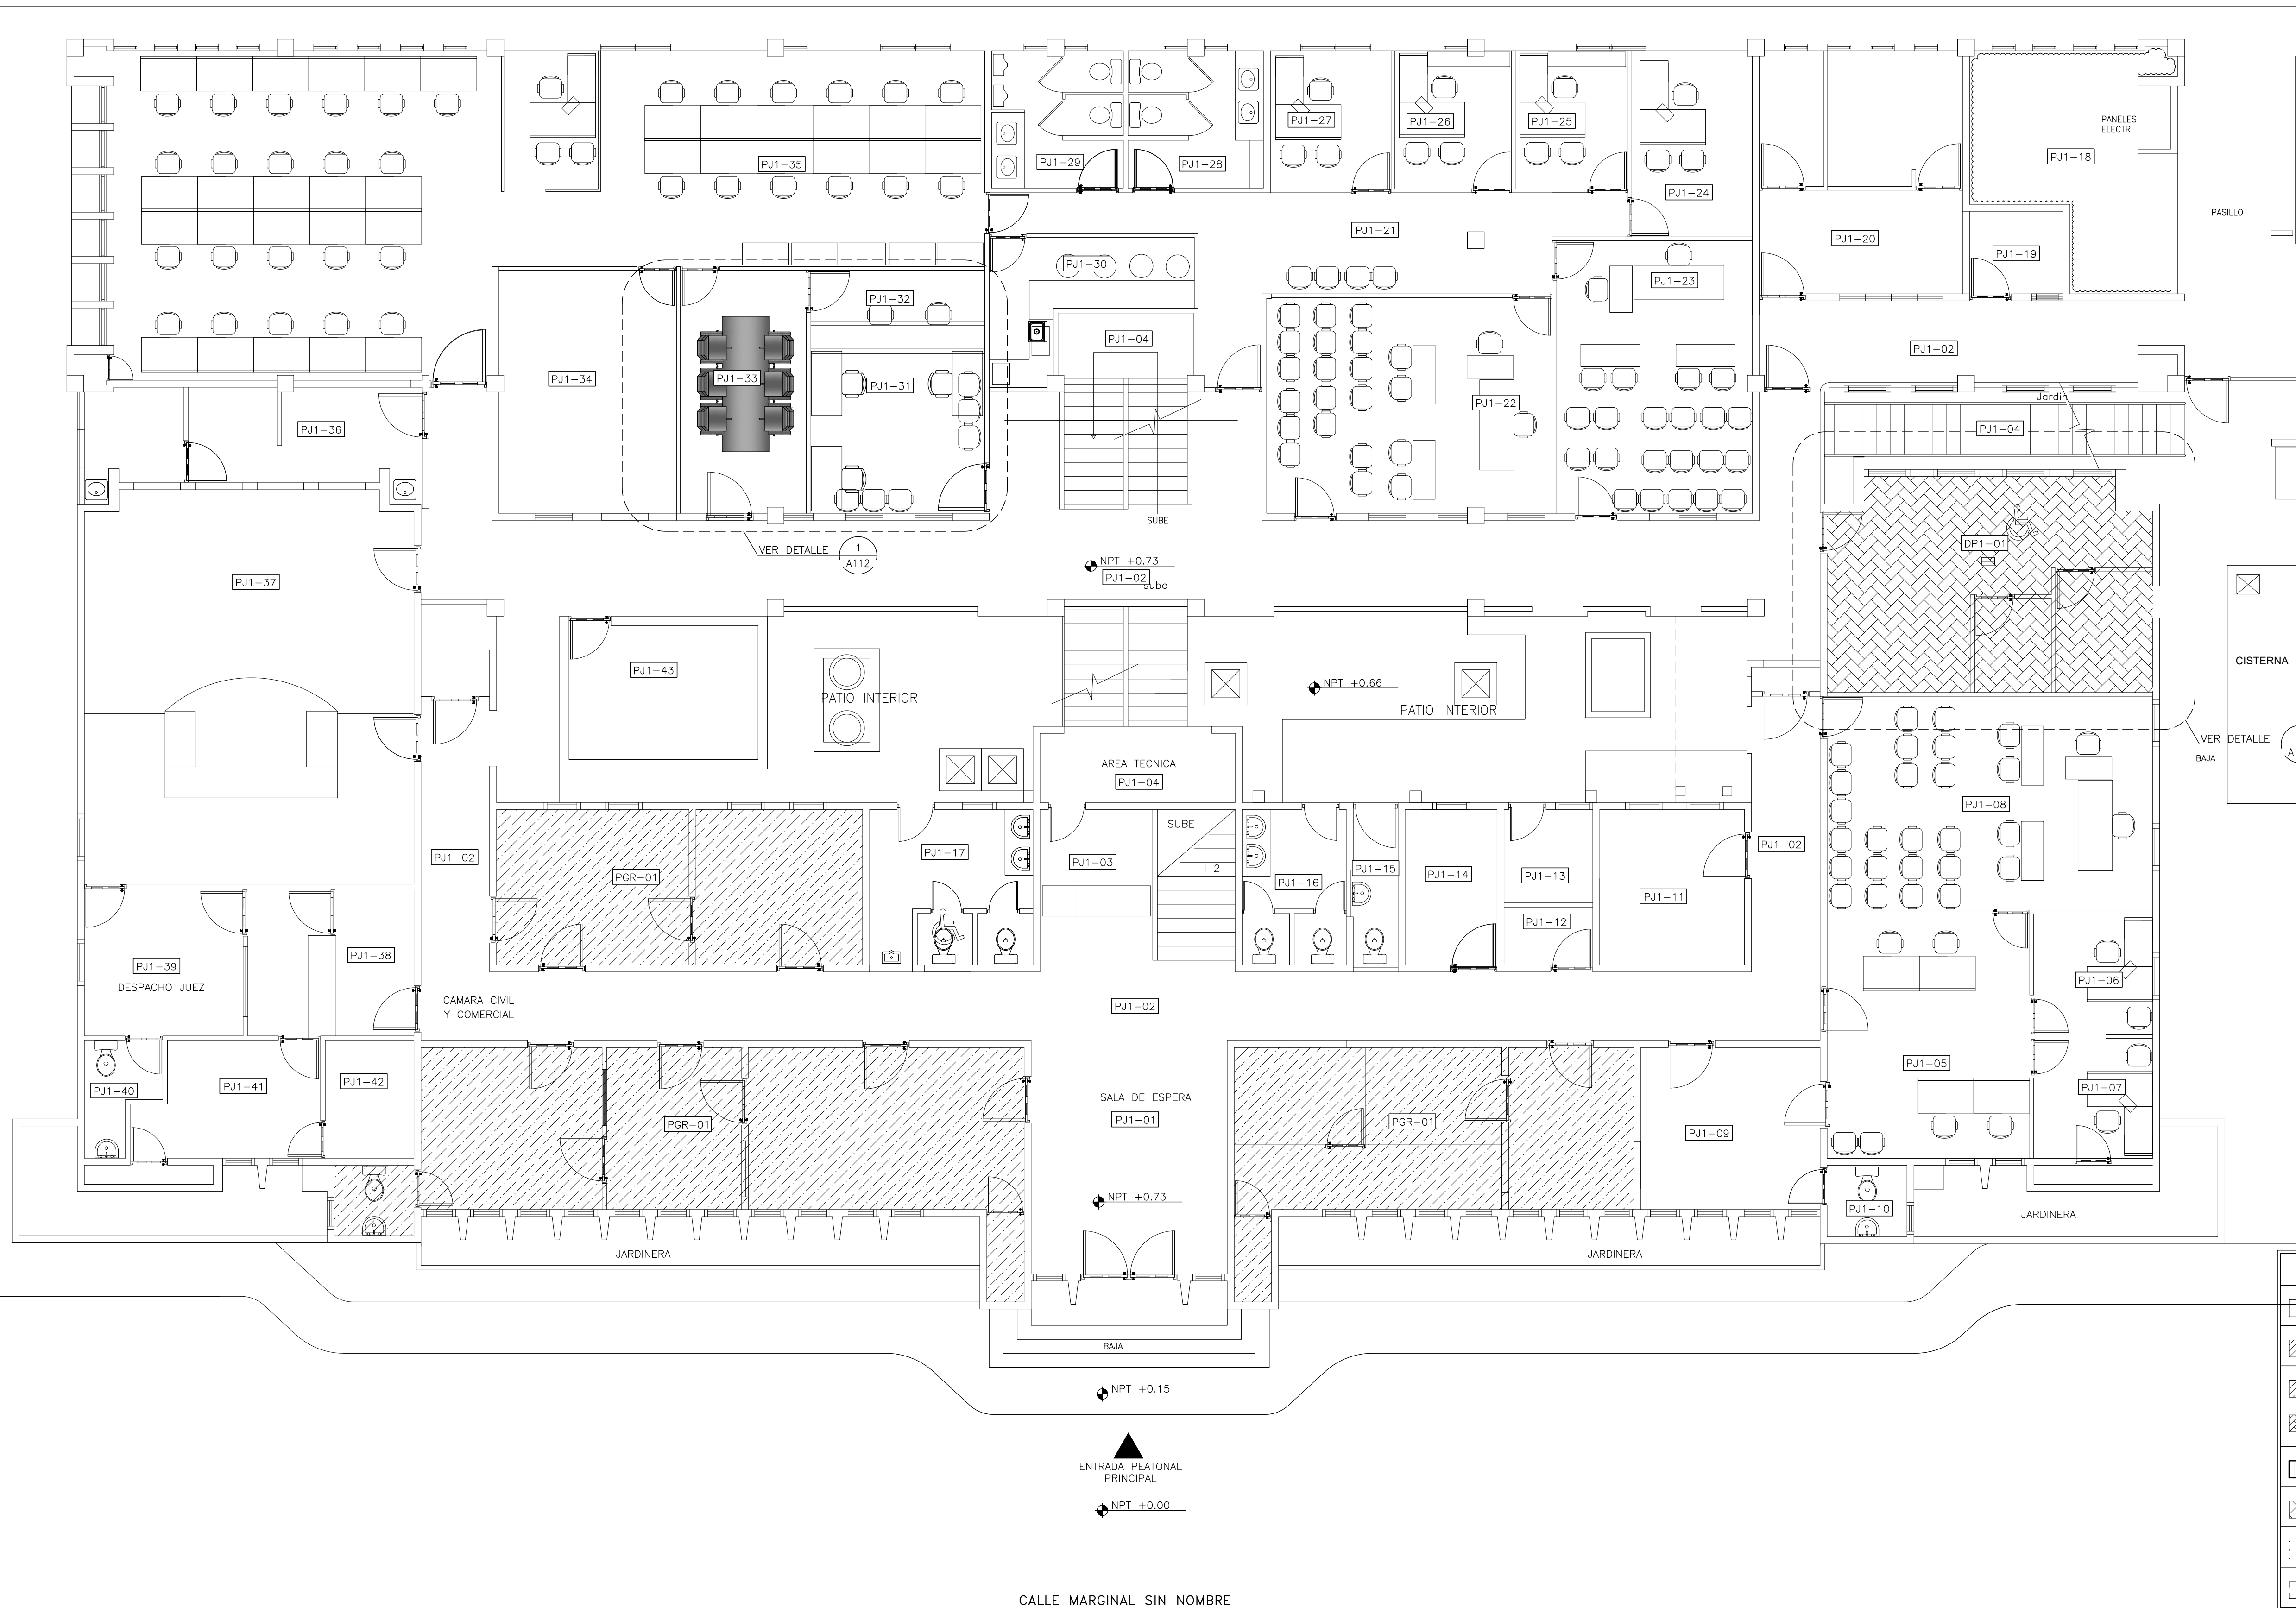 PJ1-35
PJ1-29
PJ1-28
PJ1-27
PJ1-26
PJ1-25
PJ1-24
PJ1-18
PANELES
ELECTR.
PASILLO
PJ1-21
PJ1-20
PJ1-19
PJ1-30
PJ1-23
PJ1-32
PJ1-04
PJ1-02
PJ1-34
PJ1-33
PJ1-31
PJ1-22
Jardin
PJ1-36
PJ1-04
SUBE
VER DETALLE
1
A112
NPT +0.73
PJ1-02
sube
DP1-01
PJ1-37
PJ1-43
PATIO INTERIOR
NPT +0.66
PATIO INTERIOR
CISTERNA
VER DETALLE
BAJA
AREA TECNICA
PJ1-04
PJ1-08
SUBE
1 2
PJ1-02
PGR-01
PJ1-17
PJ1-03
PJ1-16
PJ1-15
PJ1-14
PJ1-13
PJ1-12
PJ1-11
PJ1-02
PJ1-39
DESPACHO JUEZ
PJ1-38
CAMARA CIVIL
Y COMERCIAL
PJ1-02
PJ1-06
PJ1-05
PJ1-07
PJ1-40
PJ1-41
PJ1-42
PGR-01
SALA DE ESPERA
PJ1-01
PGR-01
PJ1-09
NPT +0.73
PJ1-10
JARDINERA
JARDINERA
JARDINERA
BAJA
NPT +0.15
ENTRADA PEATONAL
PRINCIPAL
NPT +0.00
CALLE MARGINAL SIN NOMBRE